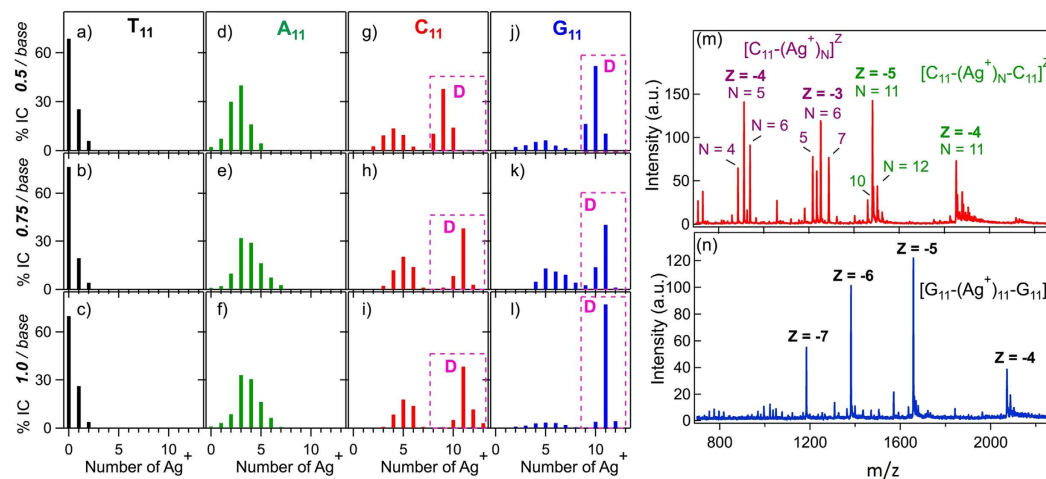 T11
A11
C11
G11
a)
d)
g)
j)
D
D
60
30
0
% IC 0.5 / base
b)
e)
h)
k)
D
D
60
30
0
% IC 0.75 / base
c)
f)
i)
l)
D
D
60
30
0
% IC 1.0 / base
0 5 10
0 5 10
0 5 10
0 5 10
Number of Ag+
Number of Ag+
Number of Ag+
Number of Ag+
(m)
[C11-(Ag+)N]Z
[C11-(Ag+)N-C11]Z
Z = -4
N = 5
N = 4
N = 6
Z = -3
N = 6
5
7
Z = -5
N = 11
10
N = 12
Z = -4
N = 11
150
100
50
0
Intensity (a.u.)
(n)
[G11-(Ag+)11-G11]
Z = -7
Z = -6
Z = -5
Z = -4
120
100
80
60
40
20
0
Intensity (a.u.)
800 1200 1600 2000
m/z